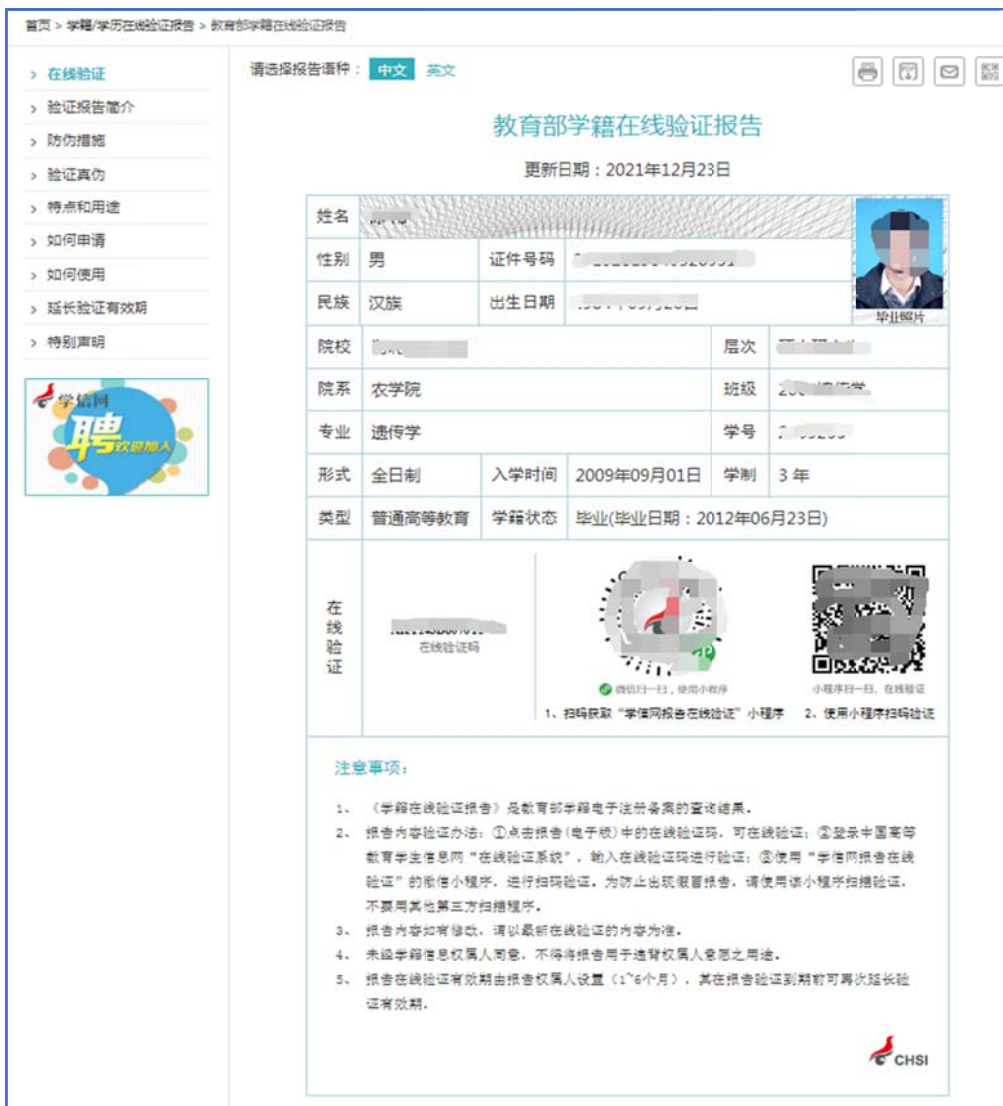 首页 > 学籍/学历在线验证报告 > 教育部学籍在线验证报告
> 在线验证
> 验证报告简介
> 防伪措施
> 验证真伪
> 特点和用途
> 如何申请
> 如何使用
> 延长验证有效期
> 特别声明
学信网
聘 欢迎加入
请选择报告语种： 中文 英文
PDF
教育部学籍在线验证报告
更新日期：2021年12月23日
姓名
性别 男 证件号码
民族 汉族 出生日期
毕业照片
院校 层次
院系 农学院 班级
专业 遗传学 学号
形式 全日制 入学时间 2009年09月01日 学制 3 年
类型 普通高等教育 学籍状态 毕业(毕业日期：2012年06月23日)
在线验证
在线验证码
微信扫一扫，使用小程序
小程序扫一扫，在线验证
1、扫码获取“学信网报告在线验证”小程序 2、使用小程序扫码验证
注意事项：
1、 《学籍在线验证报告》是教育部学籍电子注册备案的查询结果。
2、 报告内容验证办法：①点击报告(电子版)中的在线验证码，可在线验证；②登录中国高等
教育学生信息网“在线验证系统”，输入在线验证码进行验证；③使用“学信网报告在线
验证”的微信小程序，进行扫码验证。为防止出现假冒报告，请使用该小程序扫描验证，
不要用其他第三方扫描程序。
3、 报告内容如有修改，请以最新在线验证的内容为准。
4、 未经学籍信息权属人同意，不得将报告用于违背权属人意愿之用途。
5、 报告在线验证有效期由报告权属人设置（1~6个月），其在报告验证到期前可再次延长验
证有效期。
CHSI